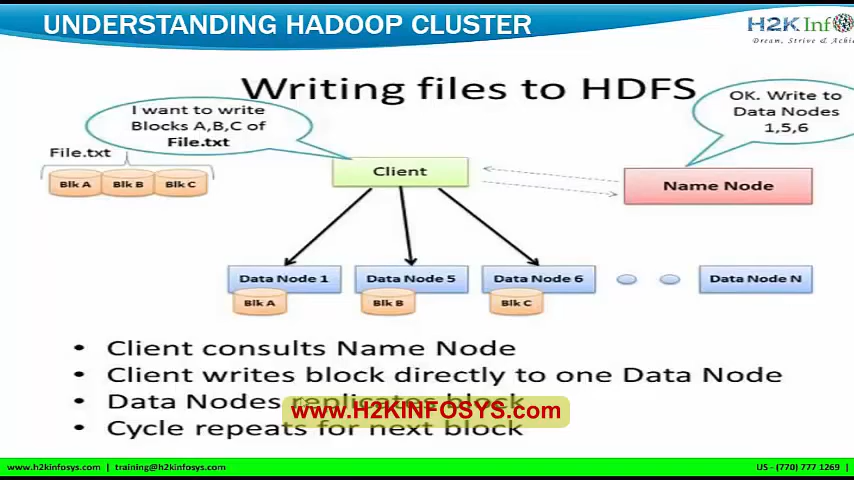 UNDERSTANDING HADOOP CLUSTER
H2K Inf
Dream, Strive & Achi
Writing files to HDFS
I want to write
Blocks A,B,C of
File.txt
OK. Write to
Data Nodes
1,5,6
File.txt
Blk A Blk B Blk C
Client
Name Node
Data Node 1 Data Node 5 Data Node 6 Data Node N
Blk A Blk B Blk C
• Client consults Name Node
• Client writes block directly to one Data Node
• Data Nodes replicates block
www.H2KINFOSYS.com
• Cycle repeats for next block
www.h2kinfosys.com | training@h2kinfosys.com
US - (770) 777 1269 |